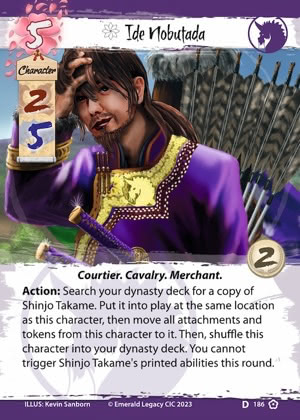 5
Ide Nobutada
Character
2
5
2
Courtier. Cavalry. Merchant.
Action: Search your dynasty deck for a copy of
Shinjo Takame. Put it into play at the same location
as this character, then move all attachments and
tokens from this character to it. Then, shuffle this
character into your dynasty deck. You cannot
trigger Shinjo Takame's printed abilities this round.
ILLUS: Kevin Sanborn © Emerald Legacy CIC 2023 D 186